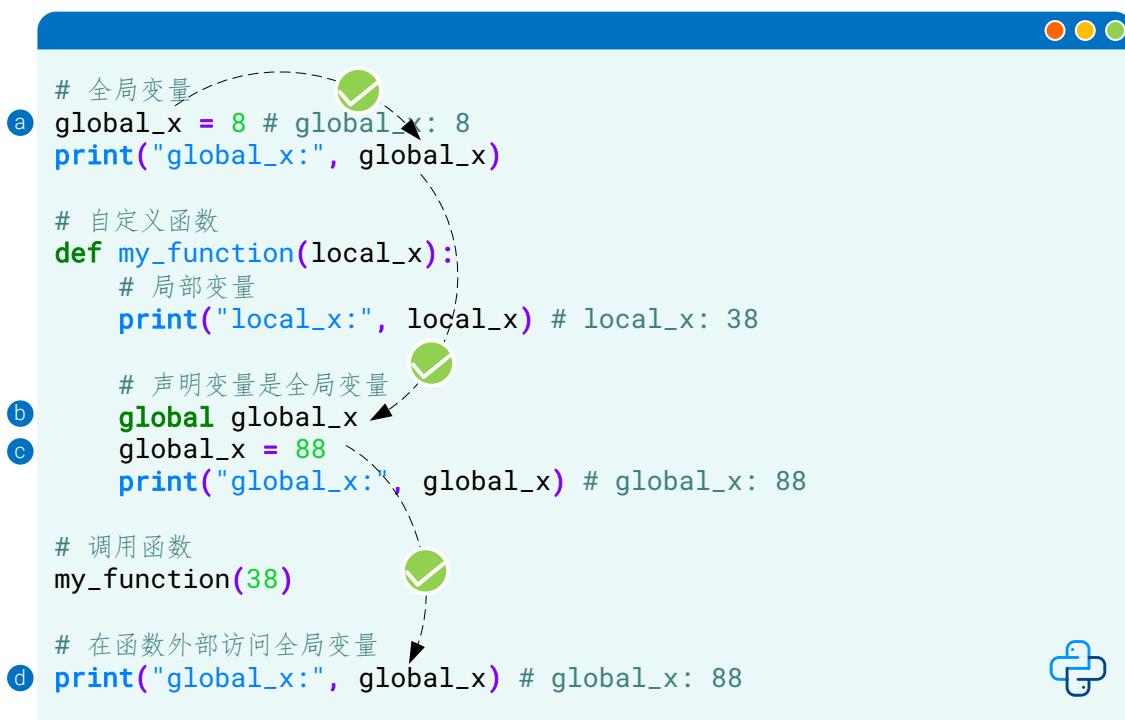 # 全局变量
a global_x = 8 # global_x: 8
print("global_x:", global_x)
# 自定义函数
def my_function(local_x):
# 局部变量
print("local_x:", local_x) # local_x: 38
# 声明变量是全局变量
b global global_x
c global_x = 88
print("global_x:", global_x) # global_x: 88
# 调用函数
my_function(38)
# 在函数外部访问全局变量
d print("global_x:", global_x) # global_x: 88